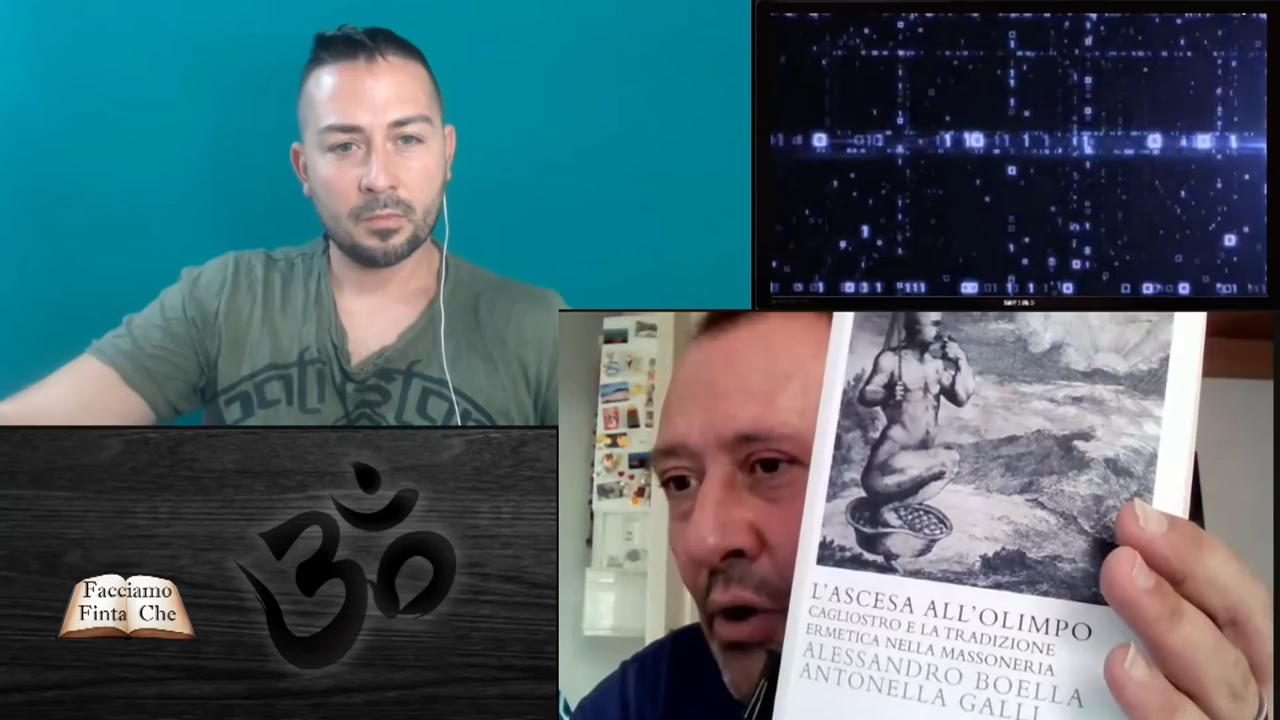 Facciamo
Finta Che
L'ASCESA ALL'OLIMPO
CAGLIOSTRO E LA TRADIZIONE
ERMETICA NELLA MASSONERIA
ALESSANDRO BOELLA
ANTONELLA GALLI
ॐ